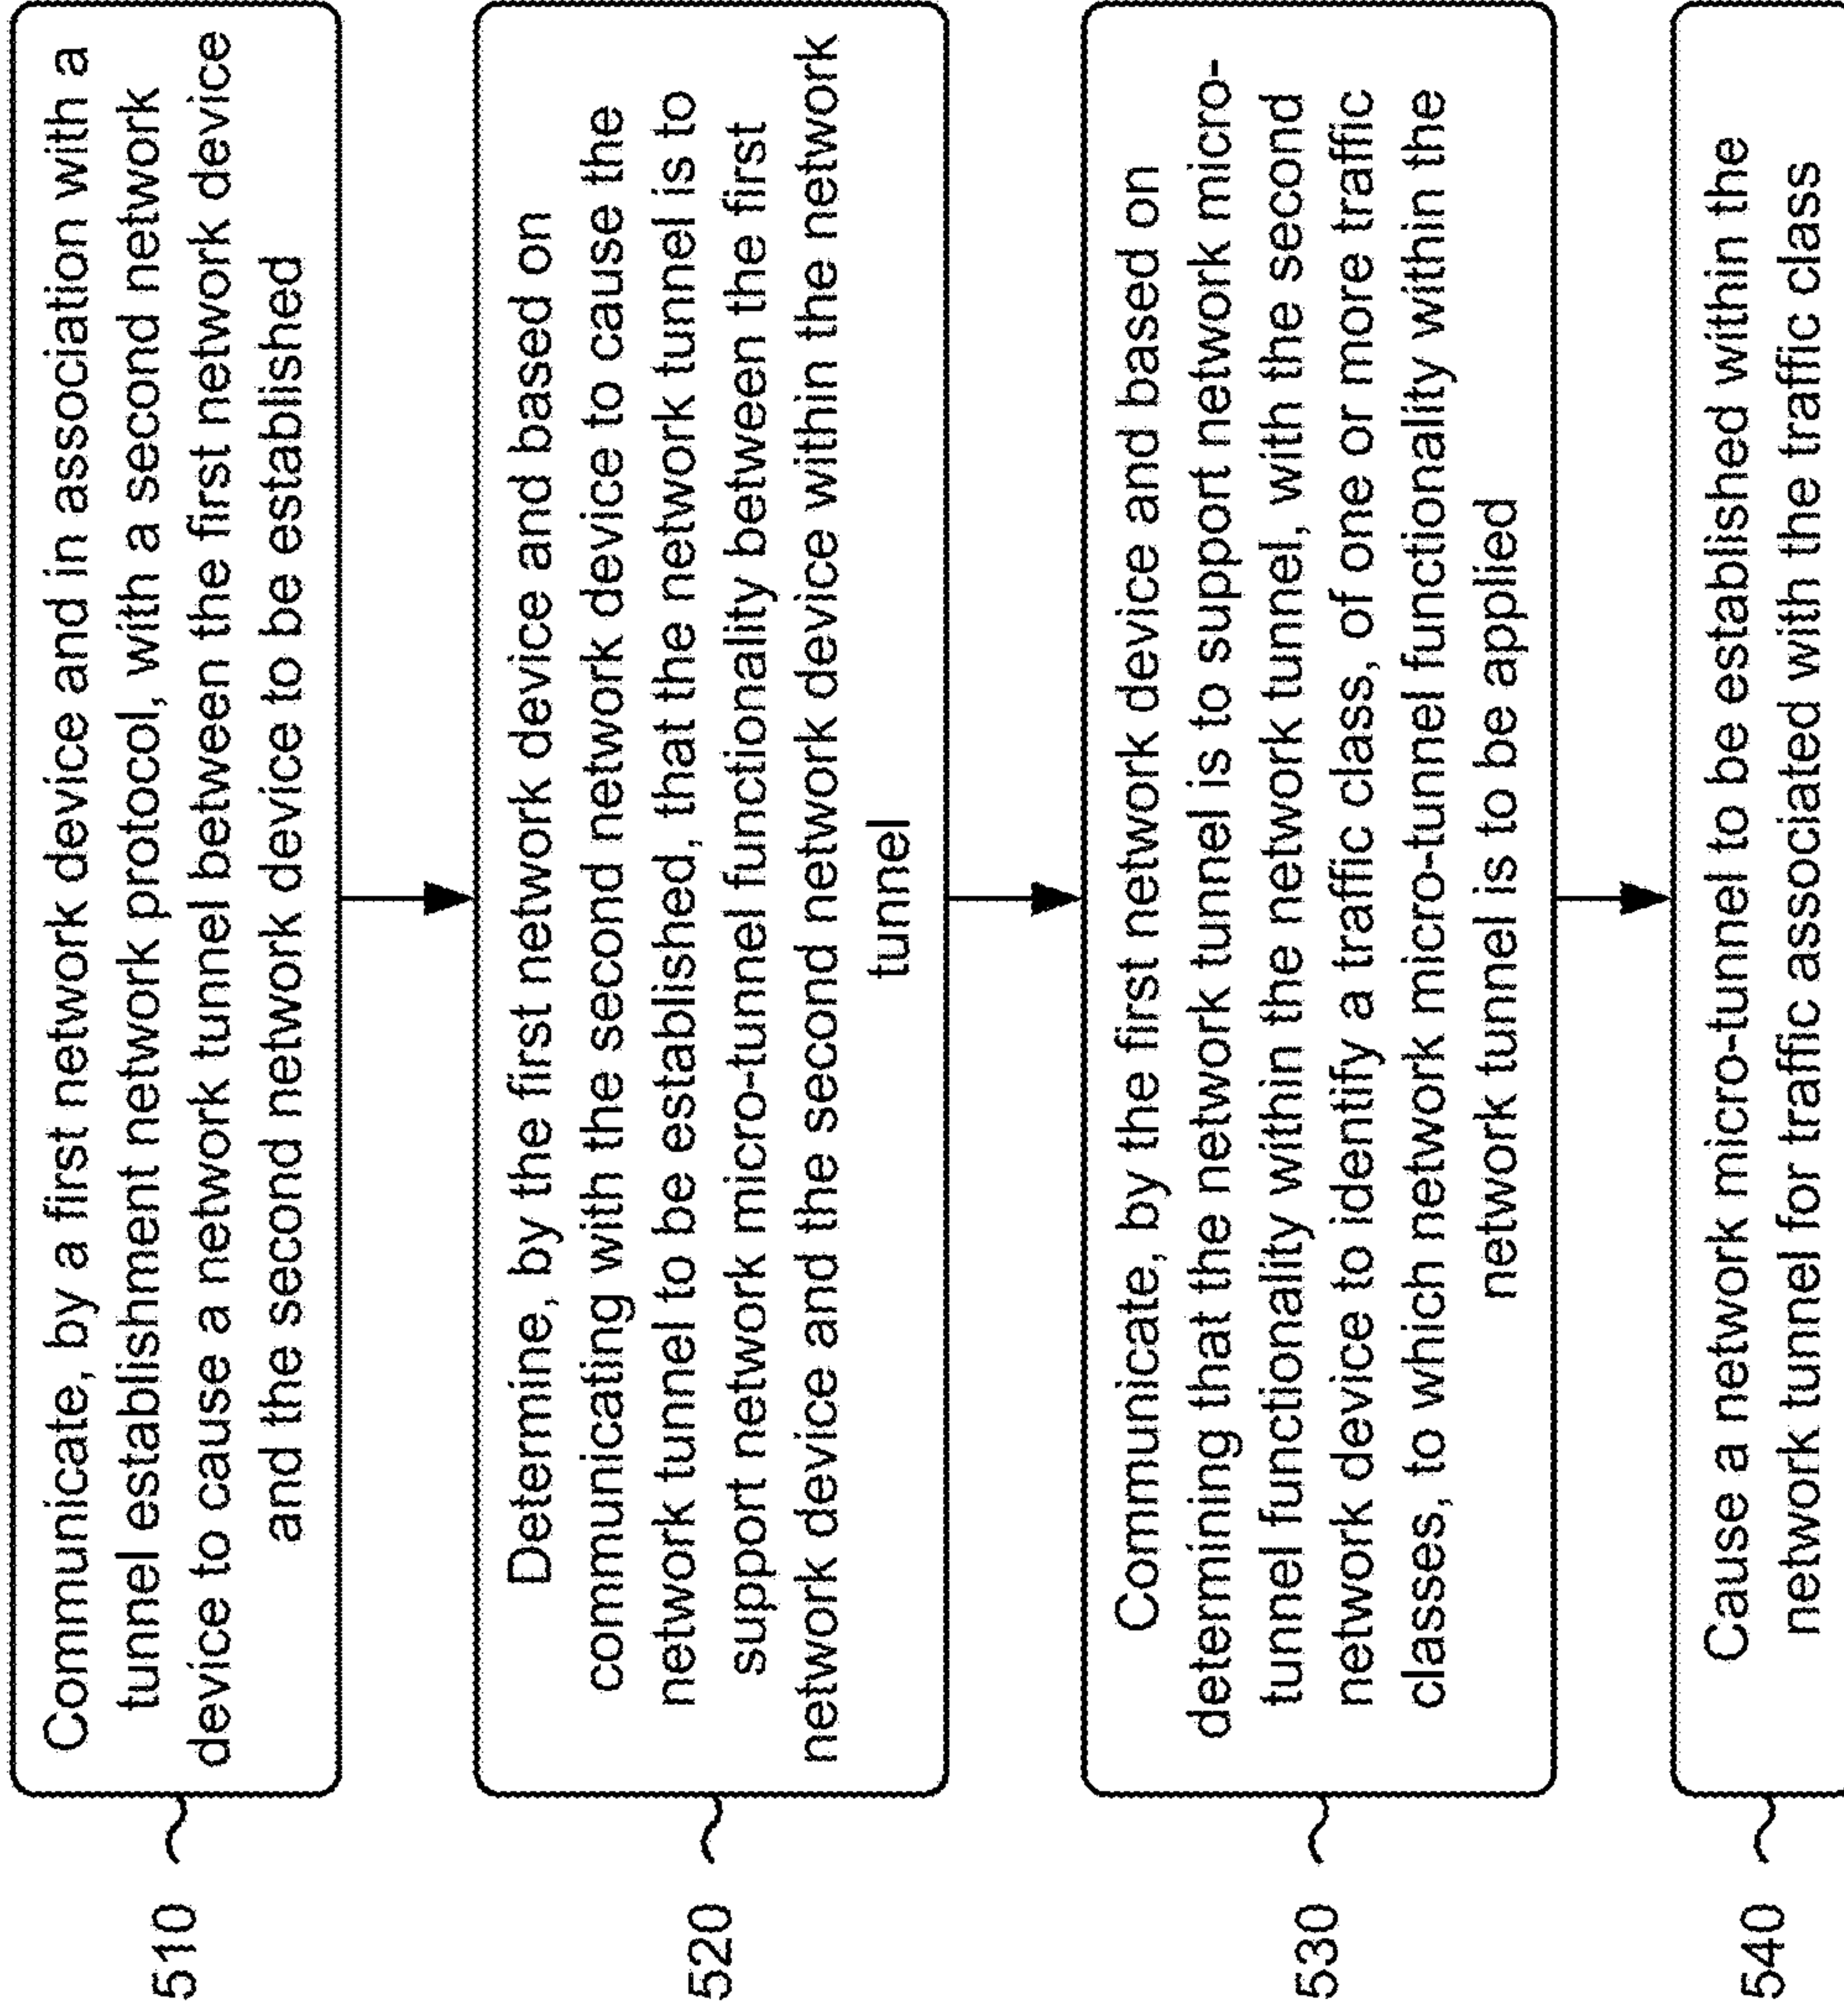 510
Communicate, by a first network device and in association with a
tunnel establishment network protocol, with a second network
device to cause a network tunnel between the first network device
and the second network device to be established
520
Determine, by the first network device and based on
communicating with the second network device to cause the
network tunnel to be established, that the network tunnel is to
support network micro-tunnel functionality between the first
network device and the second network device within the network
tunnel
530
Communicate, by the first network device and based on
determining that the network tunnel is to support network micro-
tunnel functionality within the network tunnel, with the second
network device to identify a traffic class, of one or more traffic
classes, to which network micro-tunnel functionality within the
network tunnel is to be applied
540
Cause a network micro-tunnel to be established within the
network tunnel for traffic associated with the traffic class